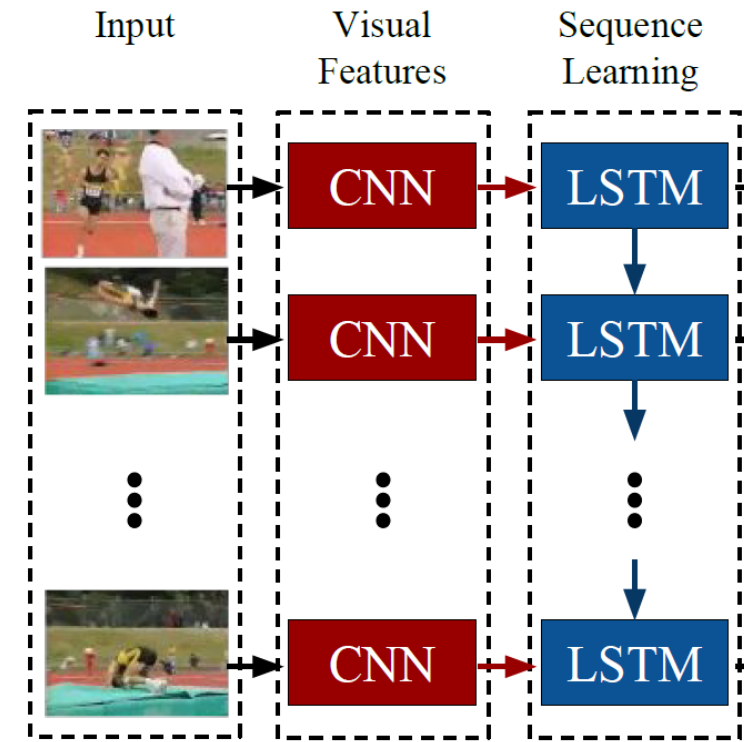 Input
Visual
Features
Sequence
Learning
CNN
LSTM
CNN
LSTM
CNN
LSTM